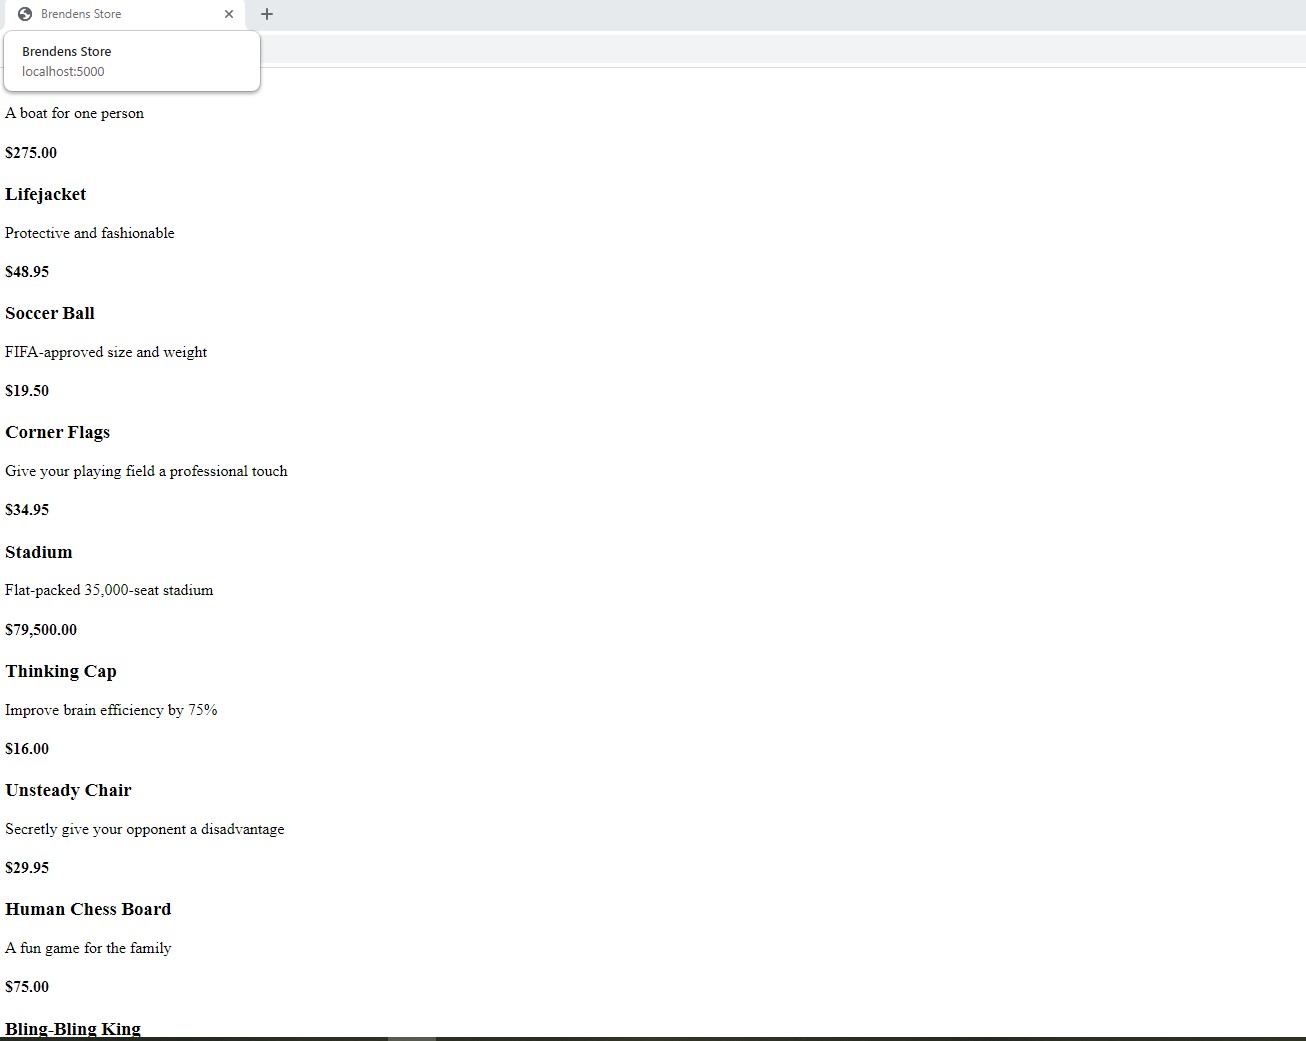 Brendens Store
Brendens Store
localhost:5000
A boat for one person
$275.00
Lifejacket
Protective and fashionable
$48.95
Soccer Ball
FIFA-approved size and weight
$19.50
Corner Flags
Give your playing field a professional touch
$34.95
Stadium
Flat-packed 35,000-seat stadium
$79,500.00
Thinking Cap
Improve brain efficiency by 75%
$16.00
Unsteady Chair
Secretly give your opponent a disadvantage
$29.95
Human Chess Board
A fun game for the family
$75.00
Bling-Bling King